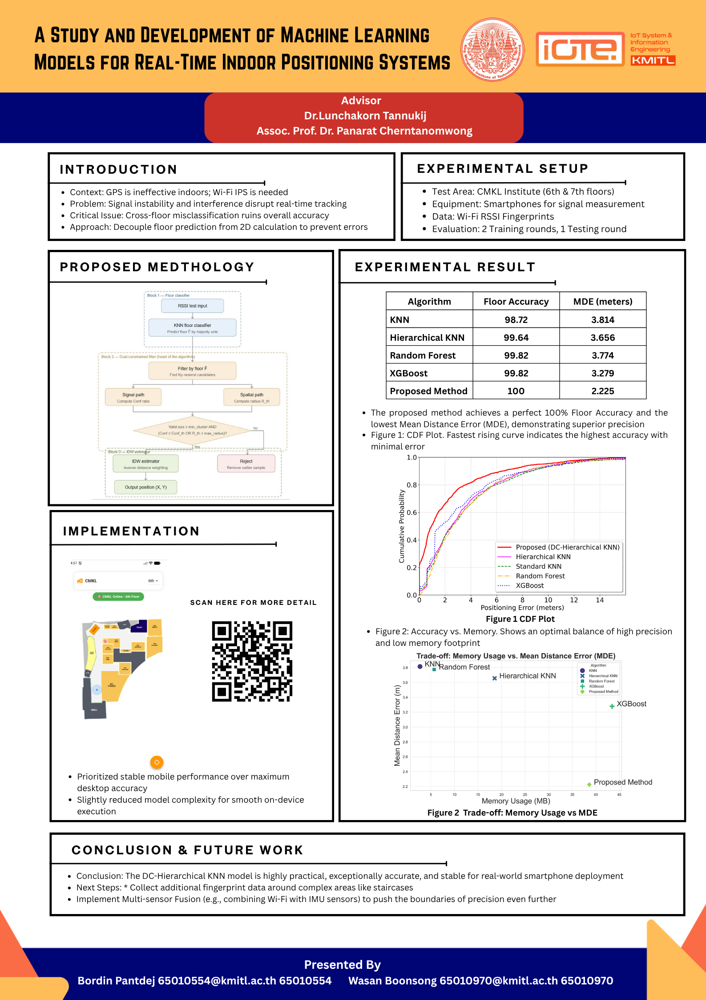 A Study and Development of Machine Learning
Models for Real-Time Indoor Positioning Systems
King Mongkut's Institute of Technology Ladkrabang
iOTE.
IoT System &
Information
Engineering
KMITL
Advisor
Dr.Lunchakorn Tannukij
Assoc. Prof. Dr. Panarat Cherntanomwong
INTRODUCTION
• Context: GPS is ineffective indoors; Wi-Fi IPS is needed
• Problem: Signal instability and interference disrupt real-time tracking
• Critical Issue: Cross-floor misclassification ruins overall accuracy
• Approach: Decouple floor prediction from 2D calculation to prevent errors
EXPERIMENTAL SETUP
• Test Area: CMKL Institute (6th & 7th floors)
• Equipment: Smartphones for signal measurement
• Data: Wi-Fi RSSI Fingerprints
• Evaluation: 2 Training rounds, 1 Testing round
PROPOSED MEDTHOLOGY
Block 1 — Floor classifier
RSSI test input
KNN floor classifier
Predict floor F̂ by majority vote
Block 2 — Dual-constrained filter (heart of the algorithm)
Filter by floor F̂
Find Kp nearest candidates
Signal path
Compute Conf ratio
Spatial path
Compute radius R_th
Valid size ≥ min_cluster AND
(Conf ≤ Conf_th OR R_th ≤ max_radius)?
No
Yes
Block 3 — IDW estimator
IDW estimator
Inverse distance weighting
Reject
Remove outlier sample
Output position (X, Y)
IMPLEMENTATION
4:57
CMKL
6th
CMKL Online : 6th Floor
TOILET
WALL
SCAN HERE FOR MORE DETAIL
• Prioritized stable mobile performance over maximum
desktop accuracy
• Slightly reduced model complexity for smooth on-device
execution
EXPERIMENTAL RESULT
Algorithm Floor Accuracy MDE (meters)
KNN 98.72 3.814
Hierarchical KNN 99.64 3.656
Random Forest 99.82 3.774
XGBoost 99.82 3.279
Proposed Method 100 2.225
• The proposed method achieves a perfect 100% Floor Accuracy and the
lowest Mean Distance Error (MDE), demonstrating superior precision
• Figure 1: CDF Plot. Fastest rising curve indicates the highest accuracy with
minimal error
Cumulative Probability
1.0
0.8
0.6
0.4
0.2
0.0
Proposed (DC-Hierarchical KNN)
Hierarchical KNN
Standard KNN
Random Forest
XGBoost
0 2 4 6 8 10 12 14
Positioning Error (meters)
Figure 1 CDF Plot
• Figure 2: Accuracy vs. Memory. Shows an optimal balance of high precision
and low memory footprint
Trade-off: Memory Usage vs. Mean Distance Error (MDE)
Mean Distance Error (m)
3.8
3.6
3.4
3.2
3.0
2.8
2.6
2.4
2.2
KNN
Random Forest
Hierarchical KNN
XGBoost
Proposed Method
Algorithm
KNN
Hierarchical KNN
Random Forest
XGBoost
Proposed Method
5 10 15 20 25 30 35 40 45
Memory Usage (MB)
Figure 2 Trade-off: Memory Usage vs MDE
CONCLUSION & FUTURE WORK
• Conclusion: The DC-Hierarchical KNN model is highly practical, exceptionally accurate, and stable for real-world smartphone deployment
• Next Steps: * Collect additional fingerprint data around complex areas like staircases
• Implement Multi-sensor Fusion (e.g., combining Wi-Fi with IMU sensors) to push the boundaries of precision even further
Presented By
Bordin Pantdej 65010554@kmitl.ac.th 65010554 Wasan Boonsong 65010970@kmitl.ac.th 65010970